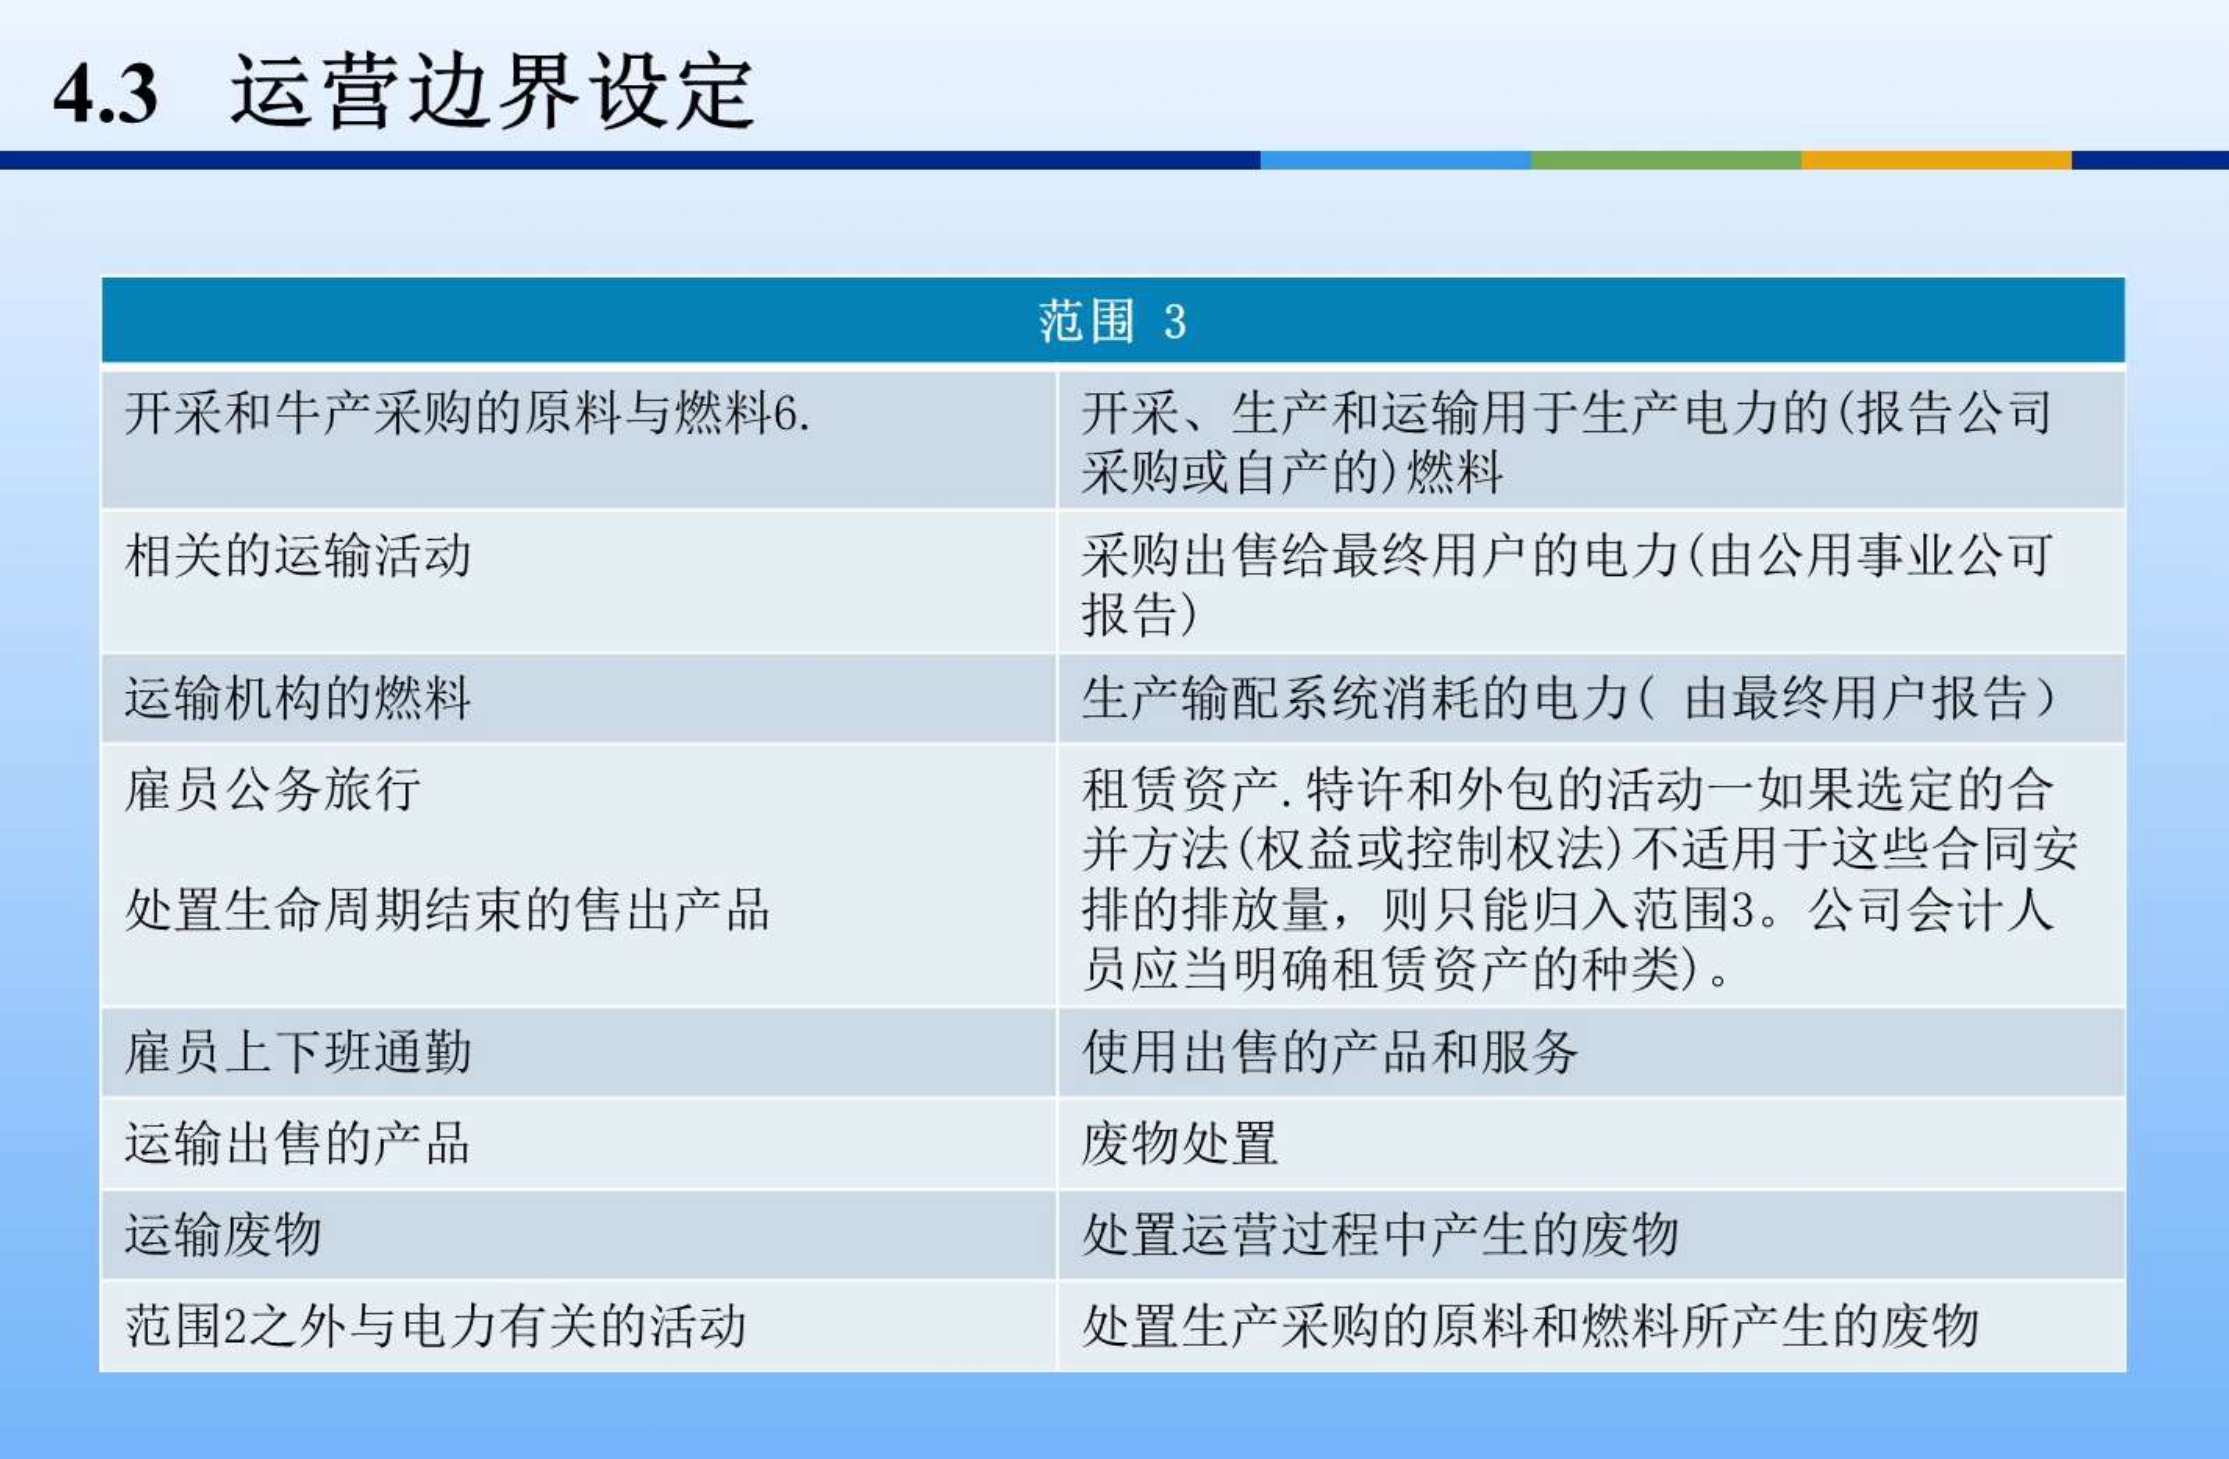 4.3 运营边界设定
范围 3
开采和牛产采购的原料与燃料6.
开采、生产和运输用于生产电力的(报告公司
采购或自产的)燃料
相关的运输活动
采购出售给最终用户的电力(由公用事业公可
报告)
运输机构的燃料
生产输配系统消耗的电力( 由最终用户报告)
雇员公务旅行
处置生命周期结束的售出产品
租赁资产.特许和外包的活动一如果选定的合
并方法(权益或控制权法)不适用于这些合同安
排的排放量，则只能归入范围3。公司会计人
员应当明确租赁资产的种类)。
雇员上下班通勤
使用出售的产品和服务
运输出售的产品
废物处置
运输废物
处置运营过程中产生的废物
范围2之外与电力有关的活动
处置生产采购的原料和燃料所产生的废物